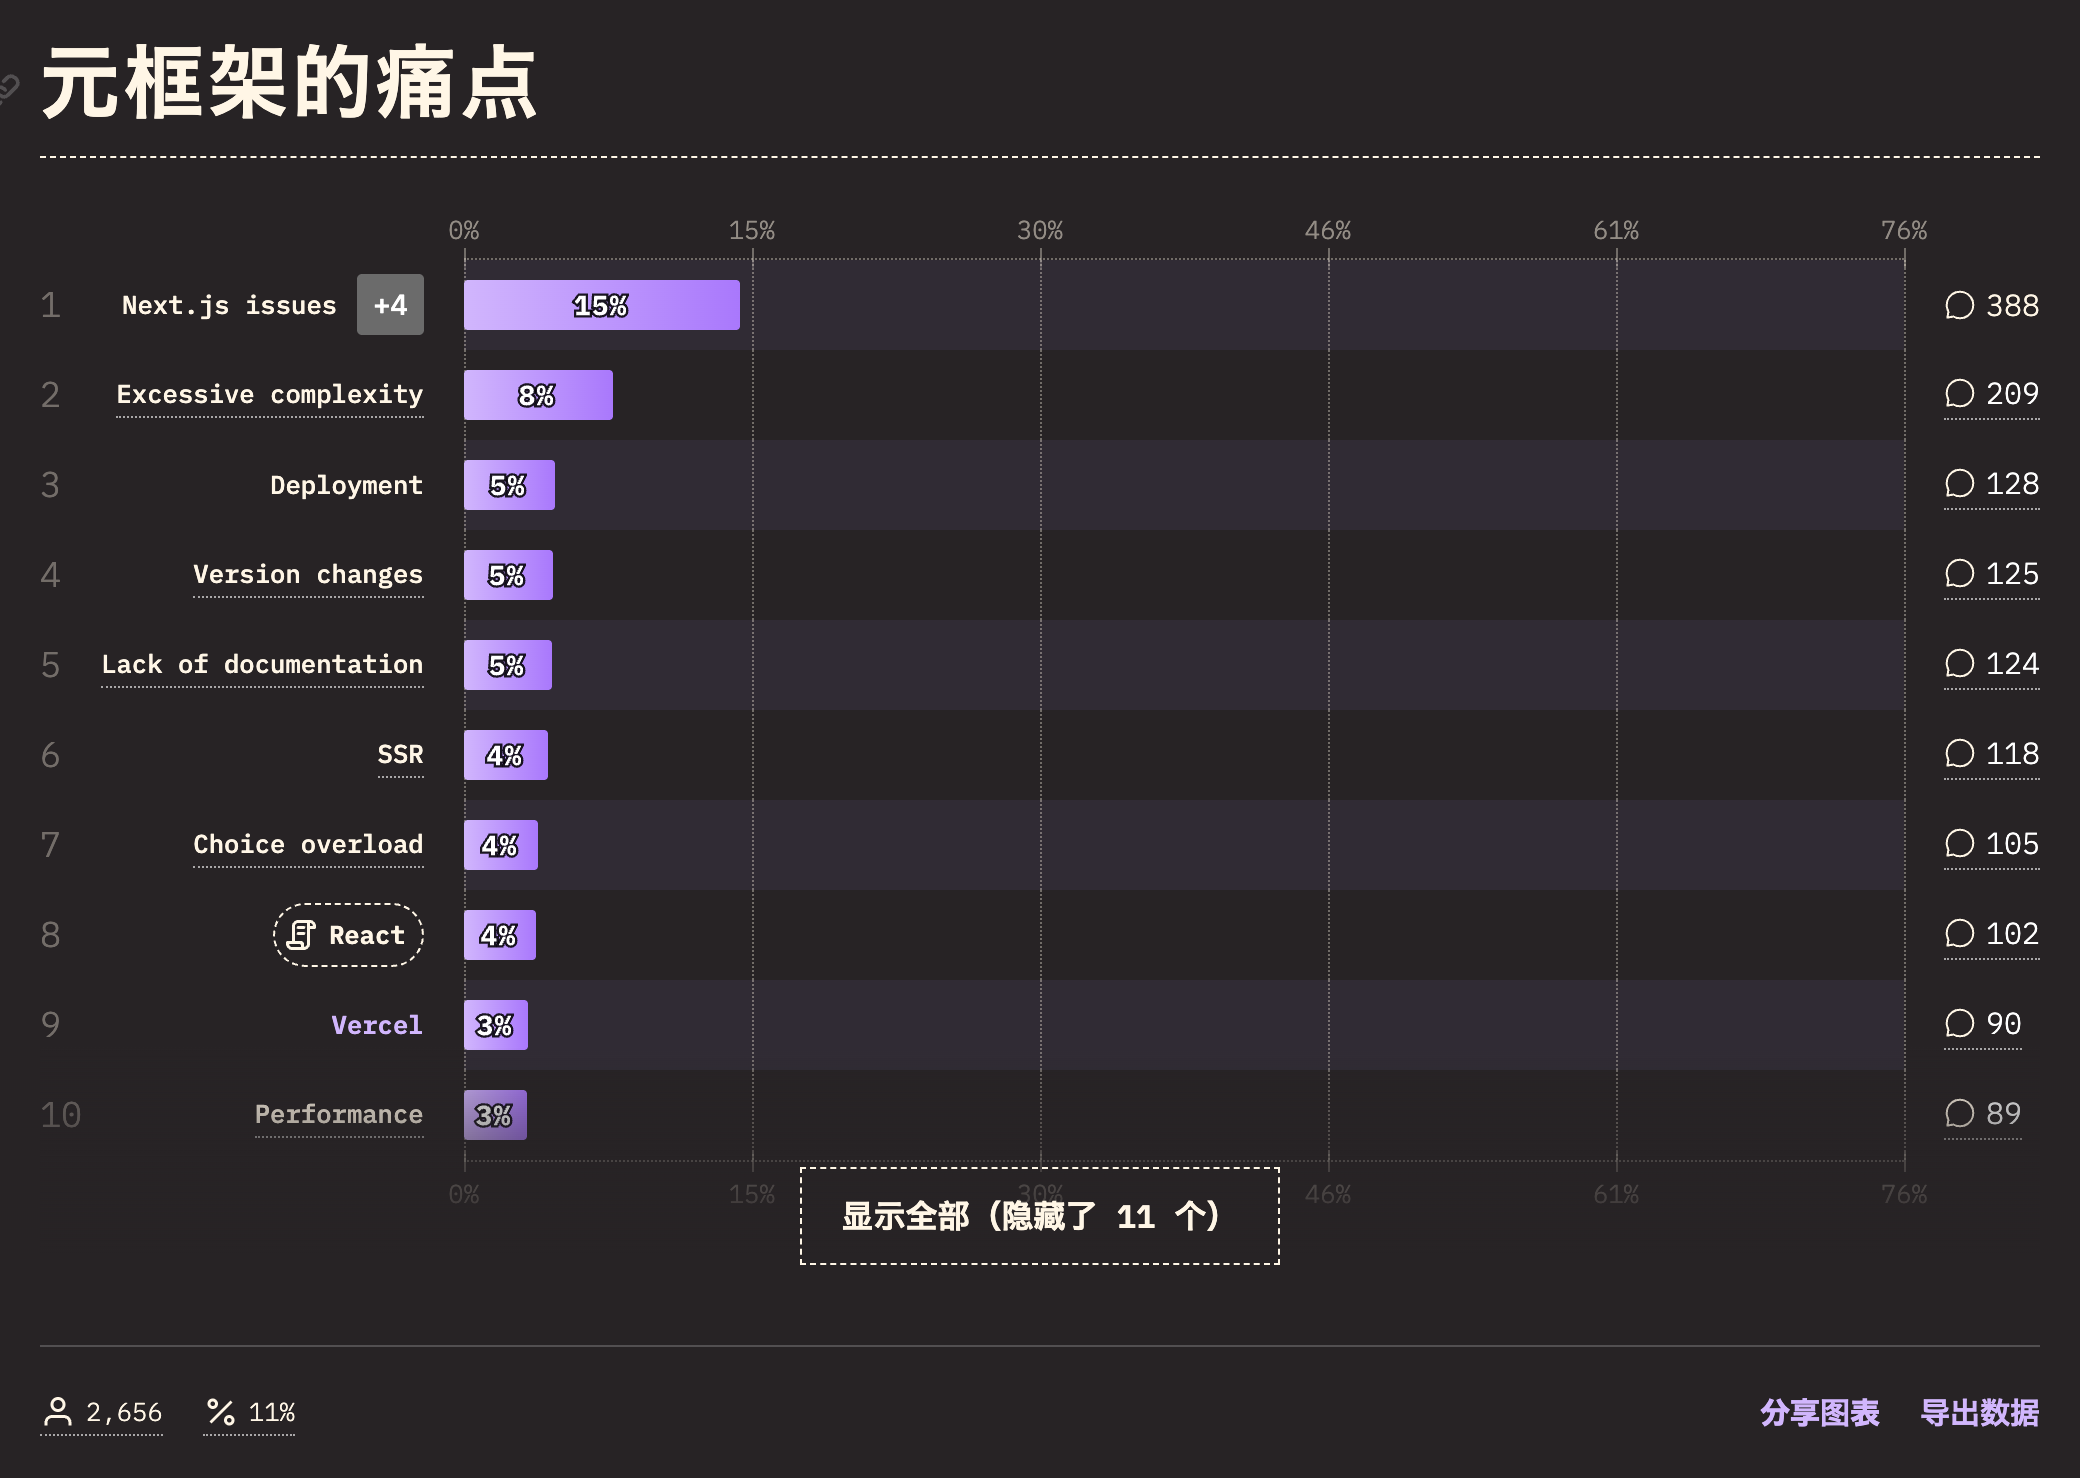 元框架的痛点
0% 15% 30% 46% 61% 76%
1 Next.js issues +4 15% 388
2 Excessive complexity 8% 209
3 Deployment 5% 128
4 Version changes 5% 125
5 Lack of documentation 5% 124
6 SSR 4% 118
7 Choice overload 4% 105
8 React 4% 102
9 Vercel 3% 90
10 Performance 3% 89
0% 15% 30% 46% 61% 76%
显示全部（隐藏了 11 个）
2,656 11% 分享图表 导出数据